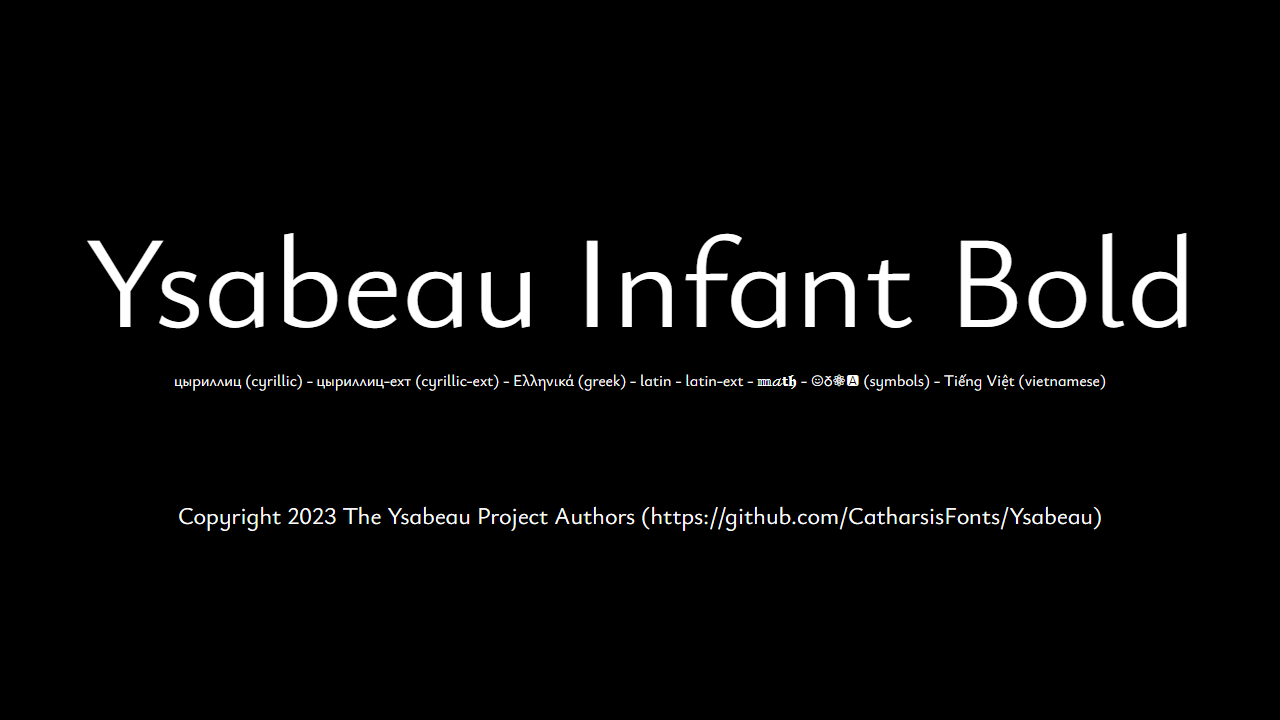 Ysabeau Infant Bold
цыриллиц (cyrillic) - цыриллиц-ехт (cyrillic-ext) - Ελληνικά (greek) - latin - latin-ext - 𝕞𝒶𝓽𝖍 - ☺ծ⚛🅰 (symbols) - Tiếng Việt (vietnamese)
Copyright 2023 The Ysabeau Project Authors (https://github.com/CatharsisFonts/Ysabeau)